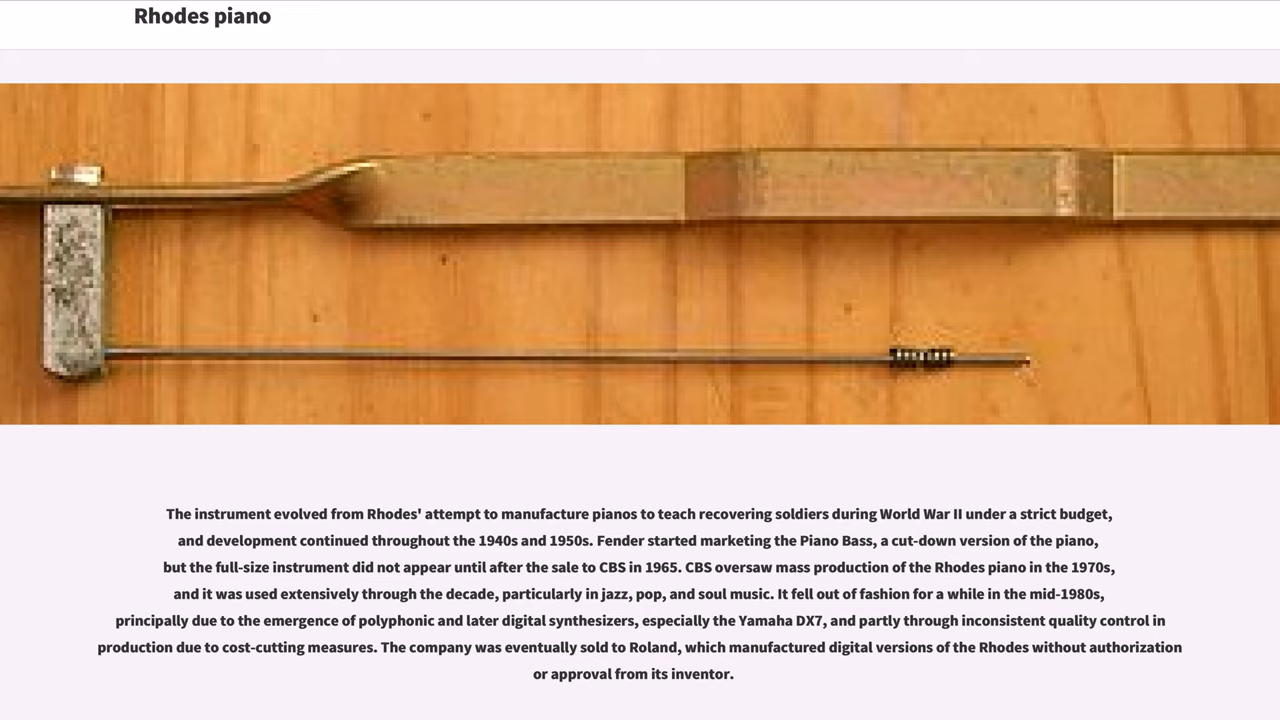 Rhodes piano
The instrument evolved from Rhodes' attempt to manufacture pianos to teach recovering soldiers during World War II under a strict budget,
and development continued throughout the 1940s and 1950s. Fender started marketing the Piano Bass, a cut-down version of the piano,
but the full-size instrument did not appear until after the sale to CBS in 1965. CBS oversaw mass production of the Rhodes piano in the 1970s,
and it was used extensively through the decade, particularly in jazz, pop, and soul music. It fell out of fashion for a while in the mid-1980s,
principally due to the emergence of polyphonic and later digital synthesizers, especially the Yamaha DX7, and partly through inconsistent quality control in
production due to cost-cutting measures. The company was eventually sold to Roland, which manufactured digital versions of the Rhodes without authorization
or approval from its inventor.